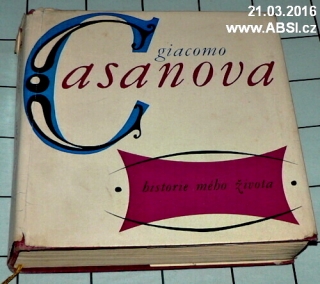 21.03.2016
www.ABSI.cz
giacomo
Casanova
historie mého života